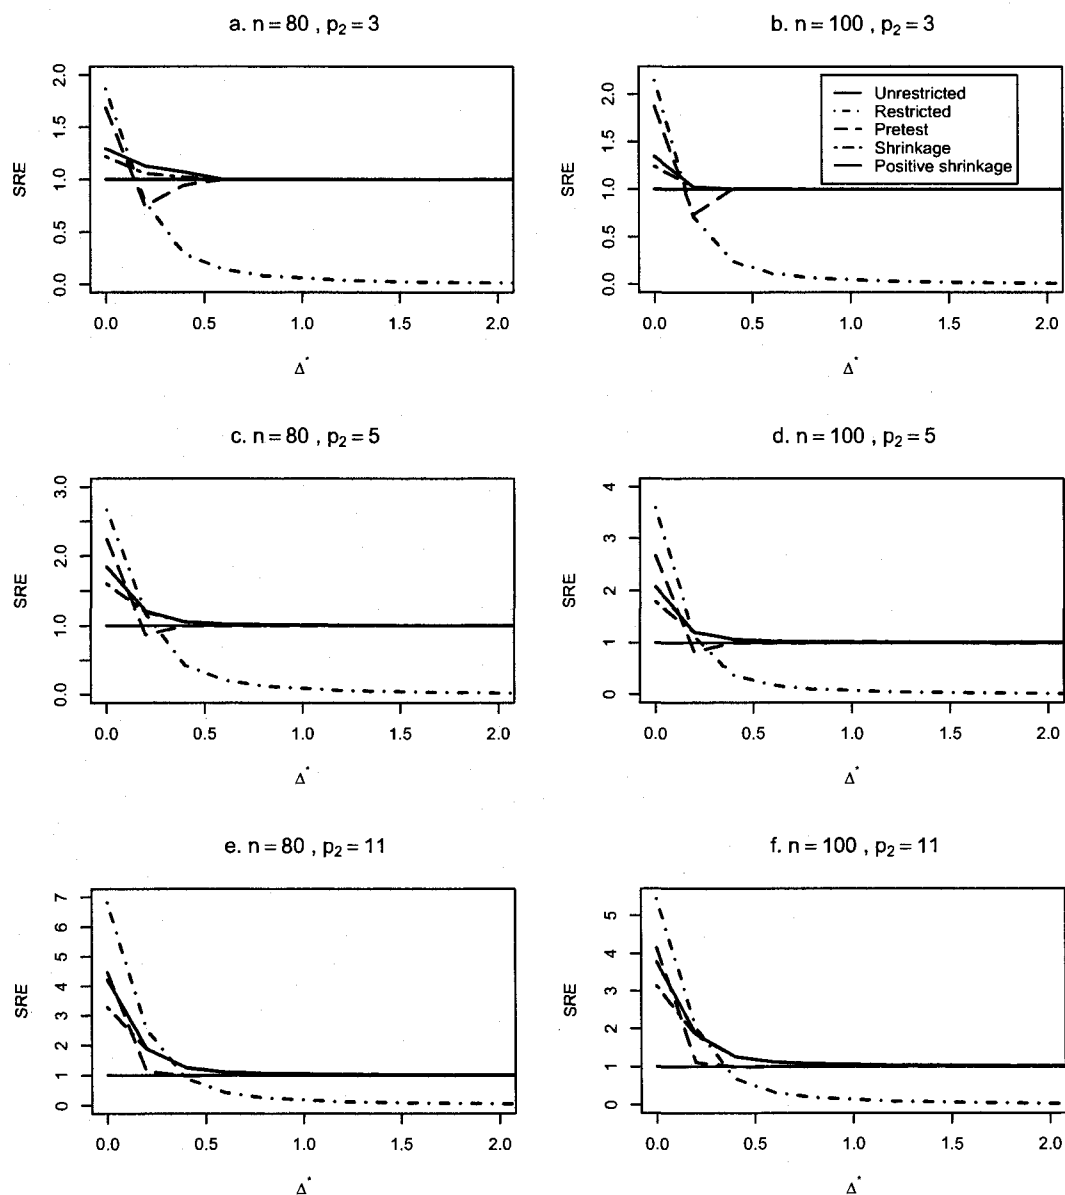 a. n = 80 , p₂ = 3
SRE
2.0
1.5
1.0
0.5
0.0
0.0 0.5 1.0 1.5 2.0
Δ*
b. n = 100 , p₂ = 3
SRE
2.0
1.5
1.0
0.5
0.0
Unrestricted
Restricted
Pretest
Shrinkage
Positive shrinkage
0.0 0.5 1.0 1.5 2.0
Δ*
c. n = 80 , p₂ = 5
SRE
3.0
2.0
1.0
0.0
0.0 0.5 1.0 1.5 2.0
Δ*
d. n = 100 , p₂ = 5
SRE
4
3
2
1
0
0.0 0.5 1.0 1.5 2.0
Δ*
e. n = 80 , p₂ = 11
SRE
7
6
5
4
3
2
1
0
0.0 0.5 1.0 1.5 2.0
Δ*
f. n = 100 , p₂ = 11
SRE
5
4
3
2
1
0
0.0 0.5 1.0 1.5 2.0
Δ*